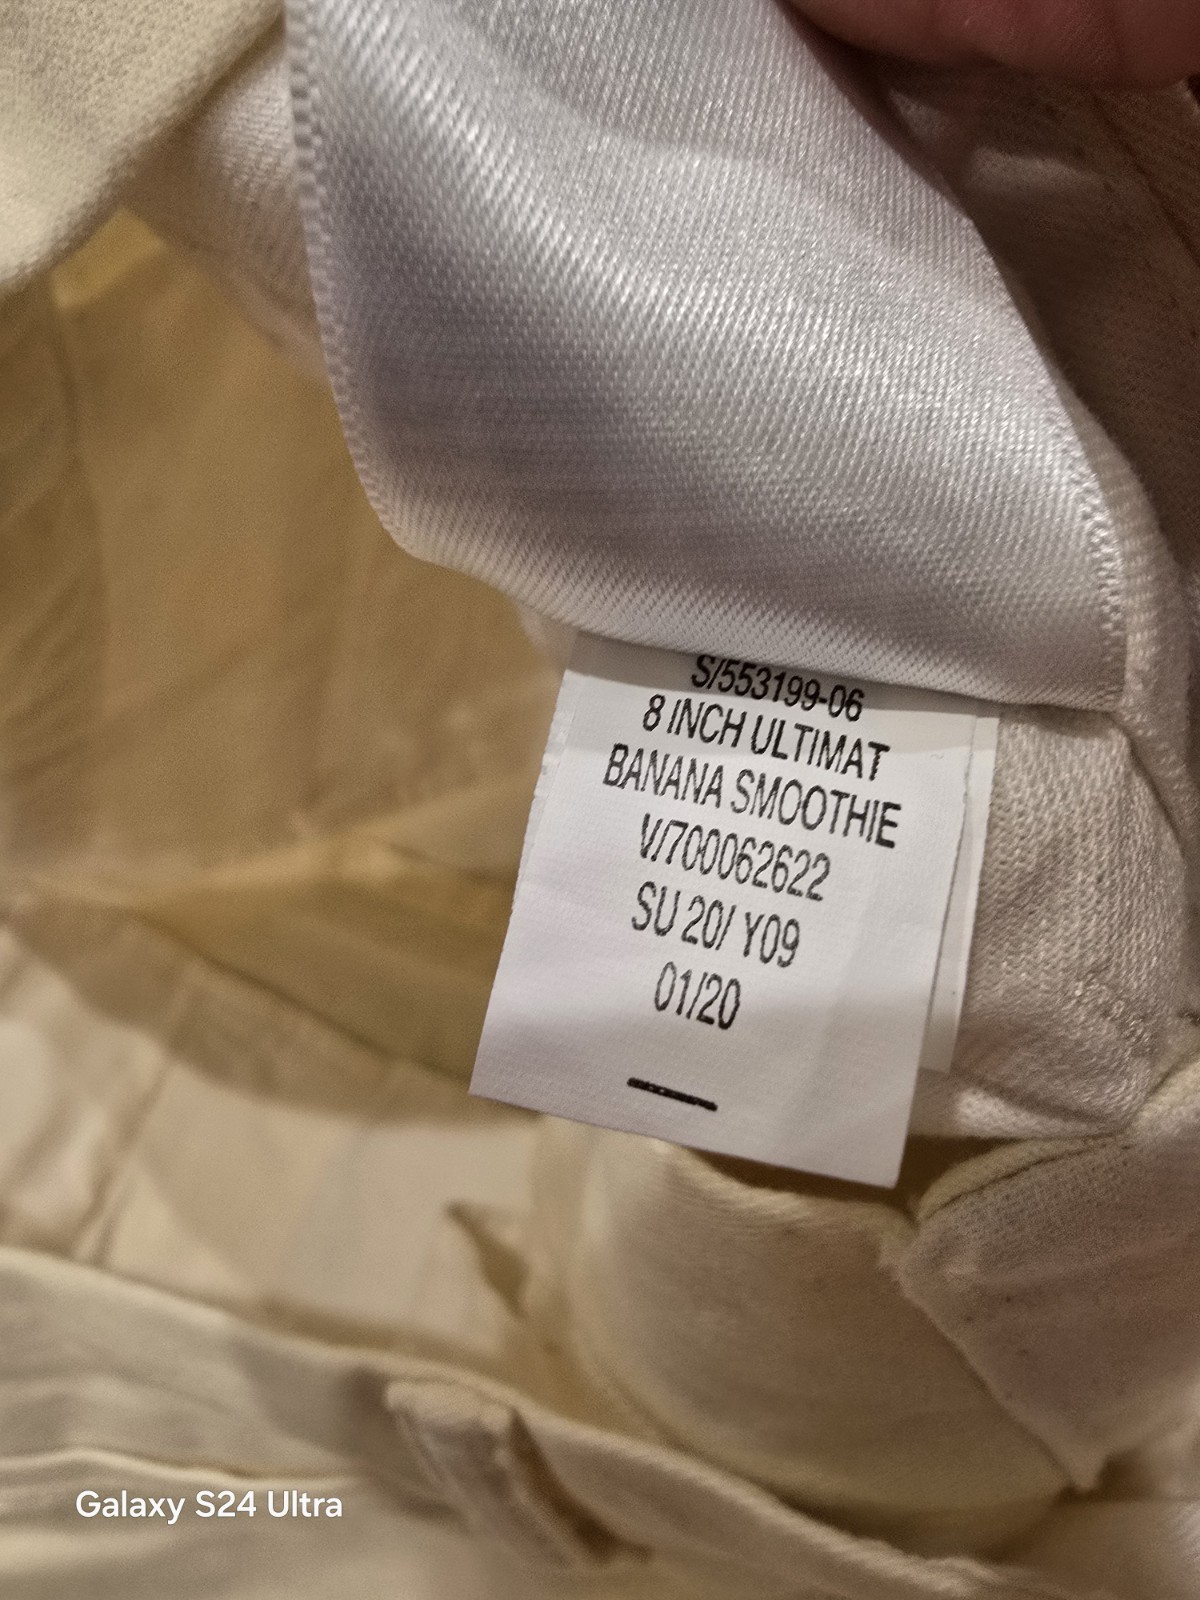 S/553199-06
8 INCH ULTIMAT
BANANA SMOOTHIE
V/700062622
SU 20/ Y09
01/20
Galaxy S24 Ultra